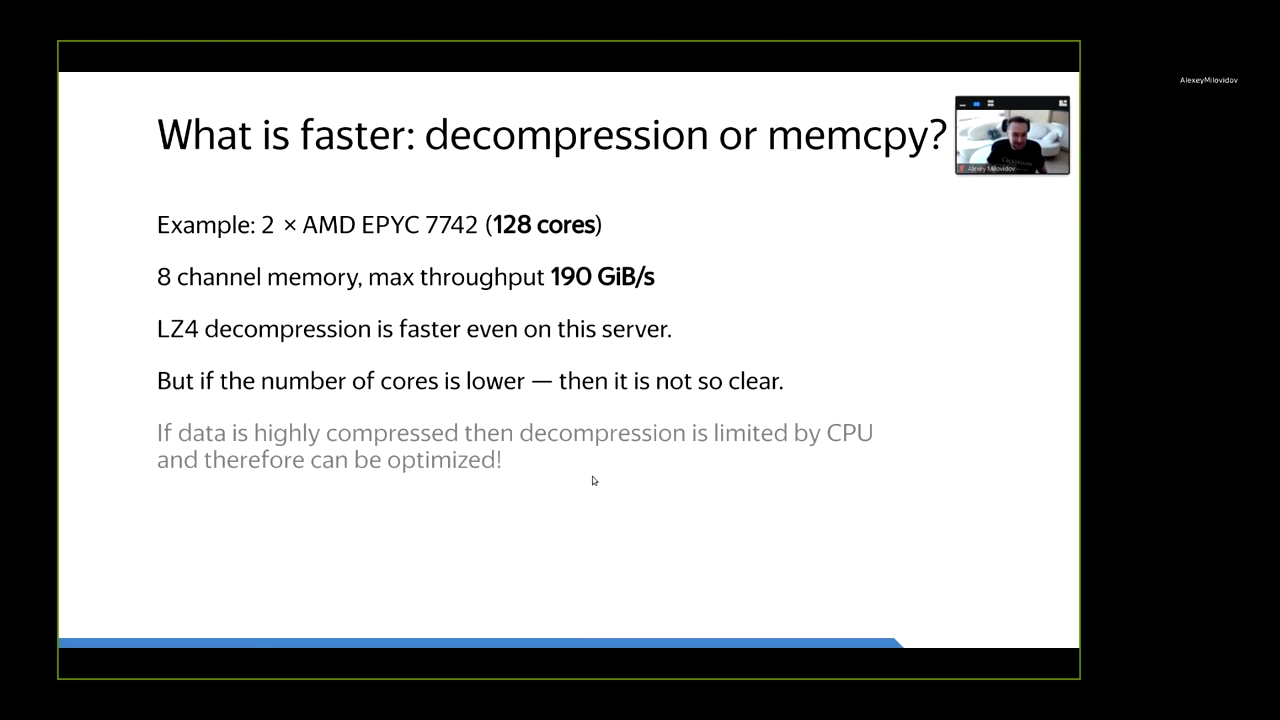 AlexeyMilovidov
What is faster: decompression or memcpy?
Alexey Milovidov
Example: 2 × AMD EPYC 7742 (128 cores)
8 channel memory, max throughput 190 GiB/s
LZ4 decompression is faster even on this server.
But if the number of cores is lower — then it is not so clear.
If data is highly compressed then decompression is limited by CPU
and therefore can be optimized!